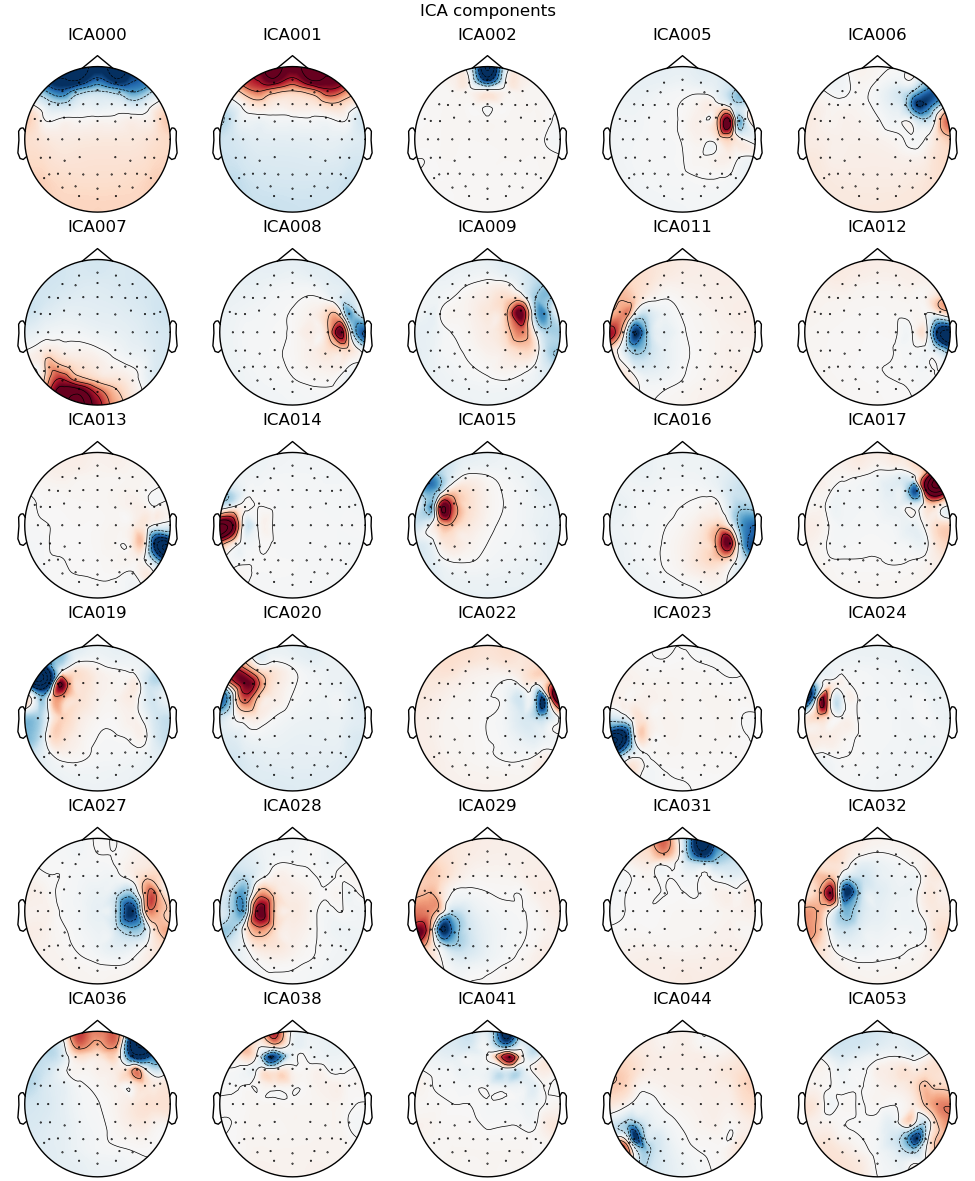 ICA components
ICA000 ICA001 ICA002 ICA005 ICA006
ICA007 ICA008 ICA009 ICA011 ICA012
ICA013 ICA014 ICA015 ICA016 ICA017
ICA019 ICA020 ICA022 ICA023 ICA024
ICA027 ICA028 ICA029 ICA031 ICA032
ICA036 ICA038 ICA041 ICA044 ICA053